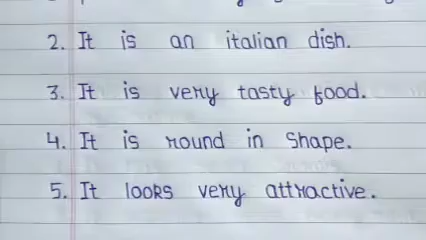 2. It is an italian dish.
3. It is very tasty food.
4. It is round in Shape.
5. It looks very attractive.